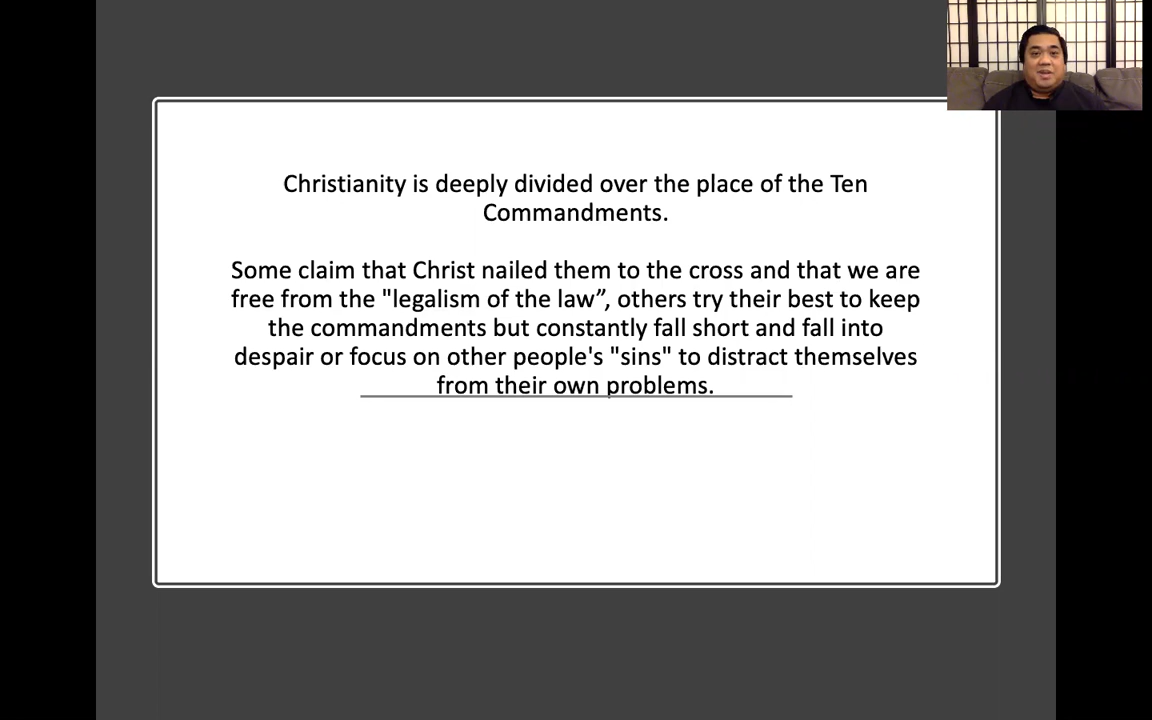 Christianity is deeply divided over the place of the Ten
Commandments.
Some claim that Christ nailed them to the cross and that we are
free from the "legalism of the law”, others try their best to keep
the commandments but constantly fall short and fall into
despair or focus on other people's "sins" to distract themselves
from their own problems.